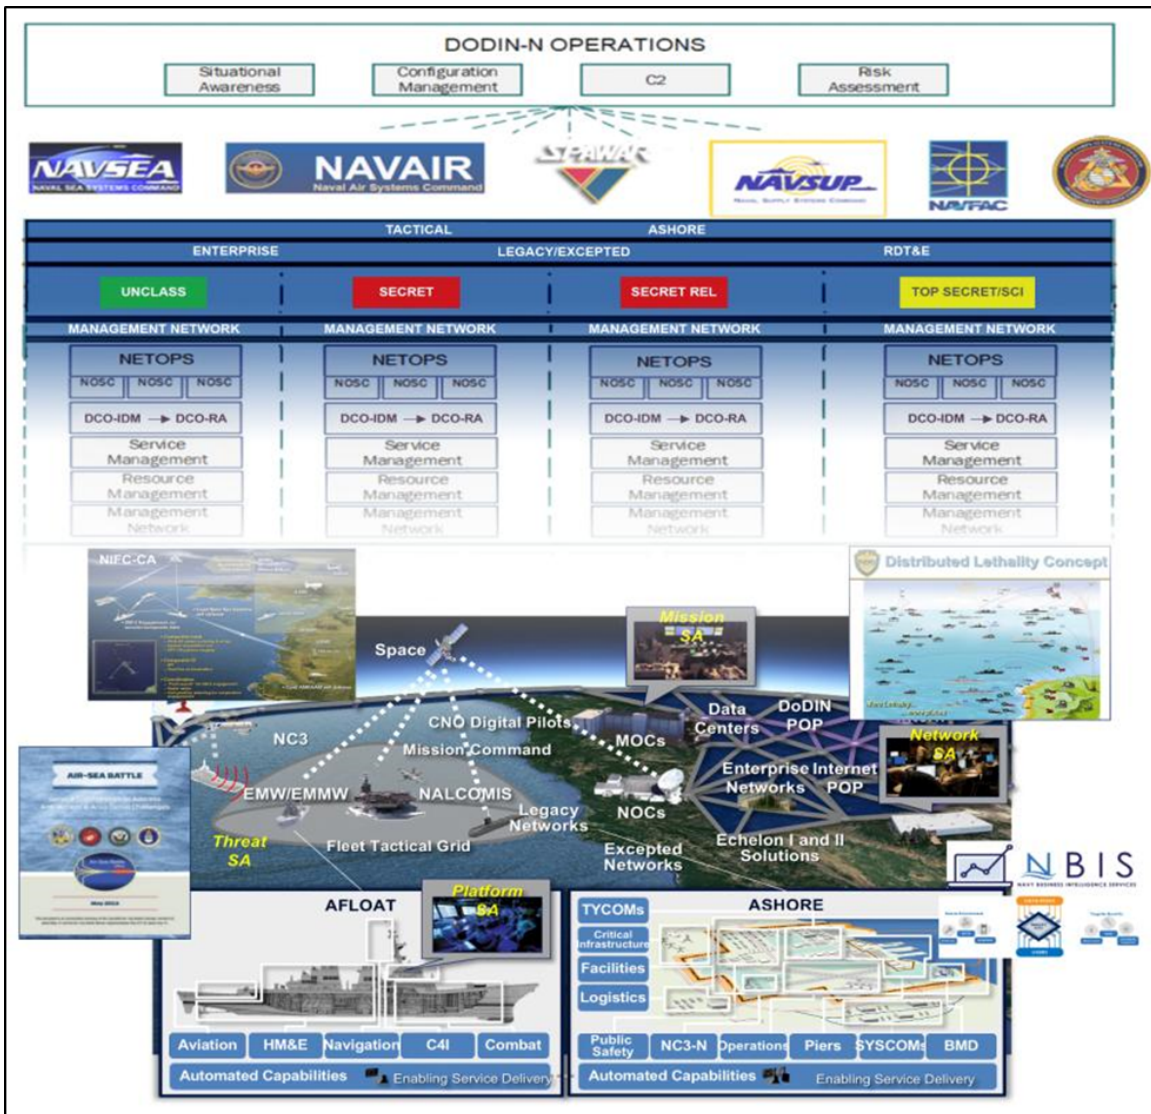 DODIN-N OPERATIONS
Situational Awareness
Configuration Management
C2
Risk Assessment
NAVSEA
NAVAL SEA SYSTEMS COMMAND
NAVAIR
Naval Air Systems Command
SPAWAR
NAVSUP
NAVAL SUPPLY SYSTEMS COMMAND
NAVFAC
TACTICAL ASHORE
ENTERPRISE LEGACY/EXCEPTED RDT&E
UNCLASS SECRET SECRET REL TOP SECRET/SCI
MANAGEMENT NETWORK MANAGEMENT NETWORK MANAGEMENT NETWORK MANAGEMENT NETWORK
NETOPS NETOPS NETOPS NETOPS
NOSC NOSC NOSC NOSC NOSC NOSC NOSC NOSC NOSC NOSC NOSC NOSC
DCO-IDM → DCO-RA DCO-IDM → DCO-RA DCO-IDM → DCO-RA DCO-IDM → DCO-RA
Service Service Service Service
Management Management Management Management
Resource Resource Resource Resource
Management Management Management Management
Management Management Management Management
Network Network Network Network
NIFC-CA
Distributed Lethality Concept
Mission
SA
Space
CNO Digital Pilots
Data
Centers
DoDIN
POP
NC3
Mission Command
MOCs
Network
SA
AIR-SEA BATTLE
May 2013
EMW/EMMW
NALCOMIS
Enterprise
Networks
Internet
POP
Legacy
Networks
NOCs
Threat
SA
Fleet Tactical Grid
Excepted
Networks
Echelon I and II
Solutions
NBIS
NAVY BUSINESS INTELLIGENCE SERVICES
AFLOAT
Platform
SA
Aviation HM&E Navigation C4I Combat
Automated Capabilities Enabling Service Delivery
ASHORE
TYCOMs
Critical
Infrastructure
Facilities
Logistics
Public
Safety
NC3-N Operations Piers SYSCOMs BMD
Automated Capabilities Enabling Service Delivery